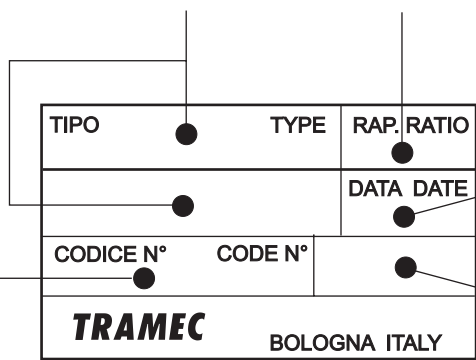 TIPO TYPE RAP. RATIO
DATA DATE
CODICE N° CODE N°
TRAMEC BOLOGNA ITALY